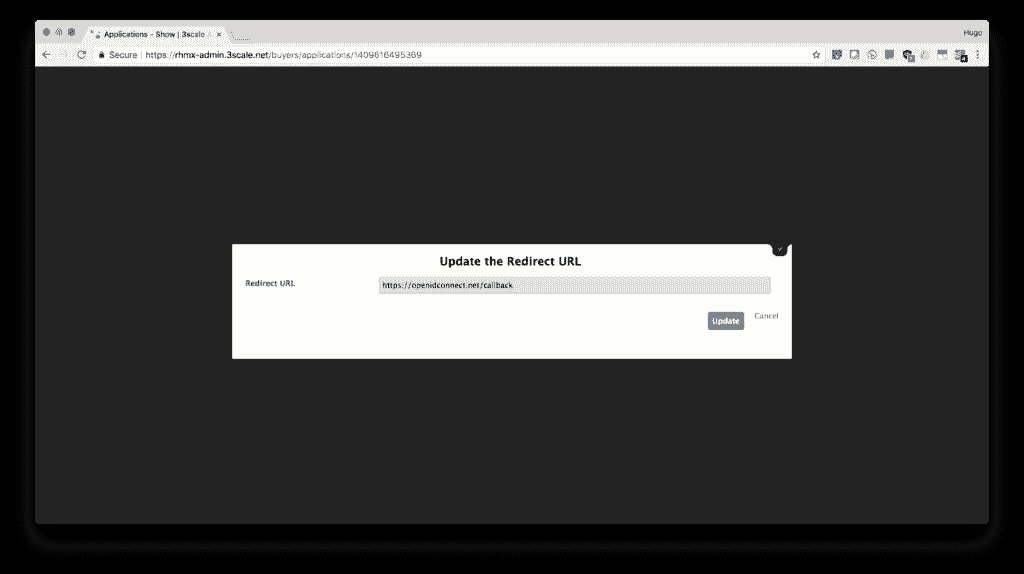 Applications - Show | 3scale
Hugo
Secure https://rhmx-admin.3scale.net/buyers/applications/1409616495369
Update the Redirect URL
Redirect URL https://openidconnect.net/callback
Update Cancel